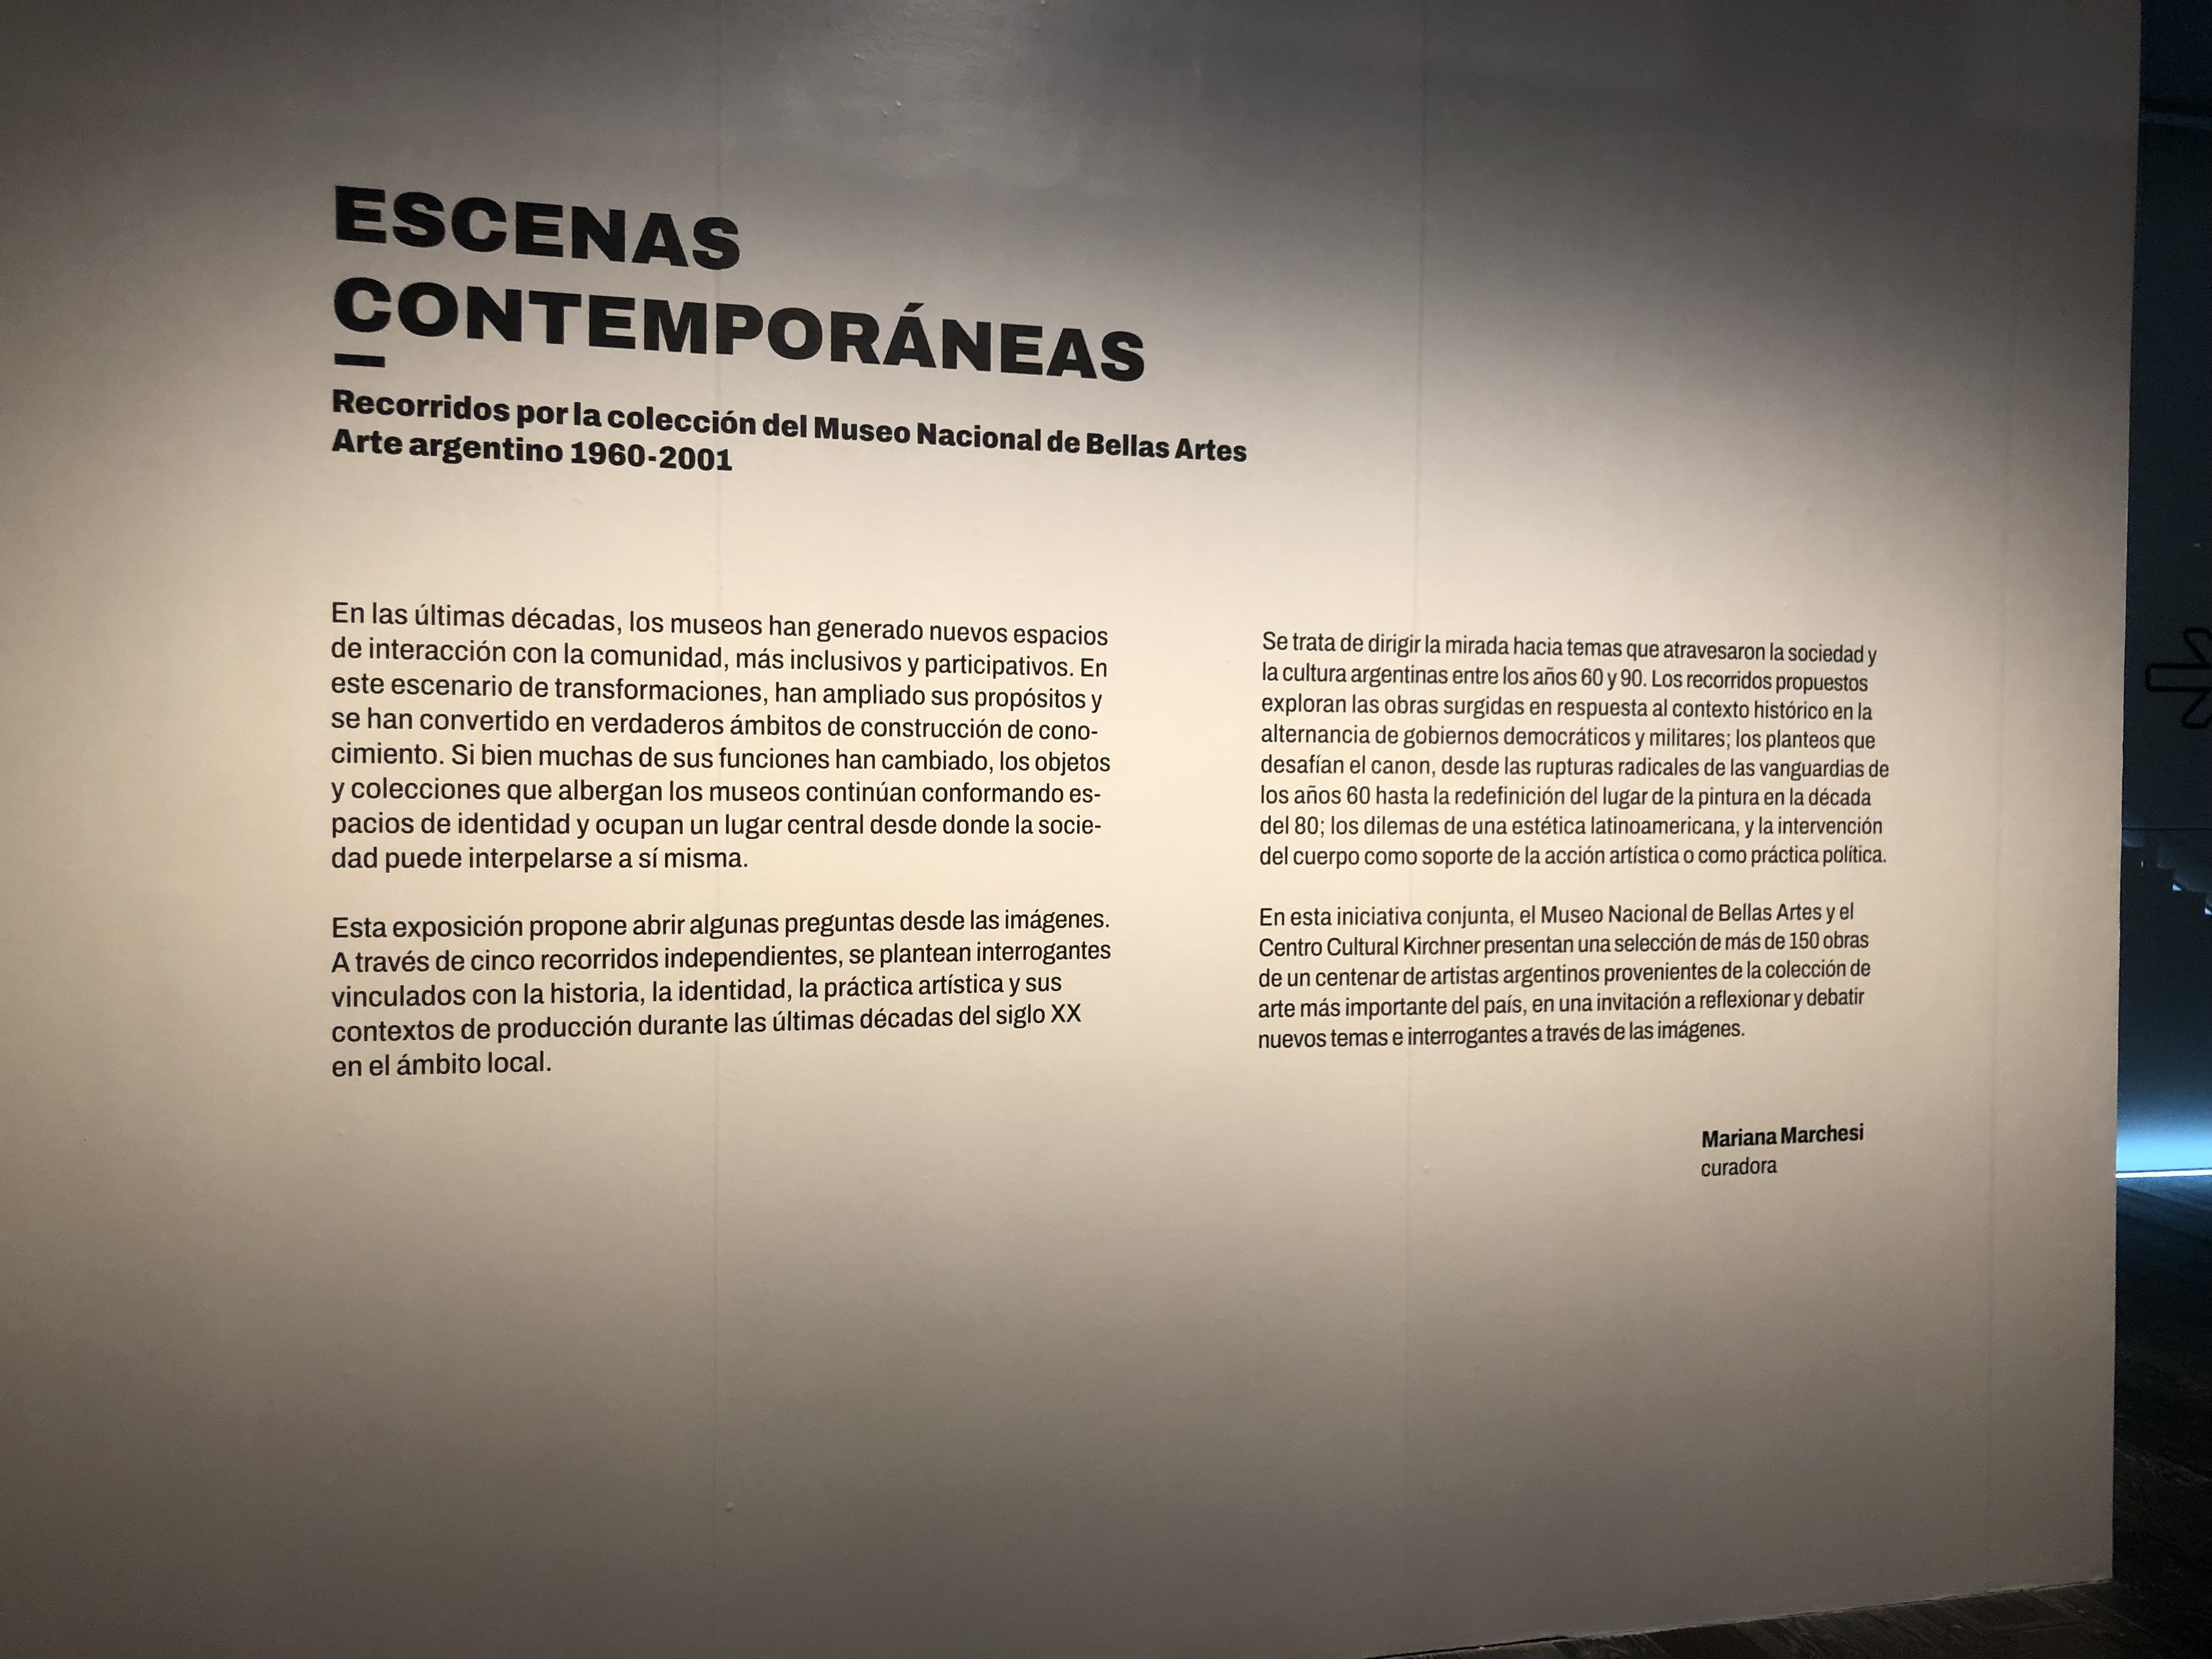 ESCENAS
CONTEMPORÁNEAS
Recorridos por la colección del Museo Nacional de Bellas Artes
Arte argentino 1960-2001
En las últimas décadas, los museos han generado nuevos espacios
de interacción con la comunidad, más inclusivos y participativos. En
este escenario de transformaciones, han ampliado sus propósitos y
se han convertido en verdaderos ámbitos de construcción de cono-
cimiento. Si bien muchas de sus funciones han cambiado, los objetos
y colecciones que albergan los museos continúan conformando es-
pacios de identidad y ocupan un lugar central desde donde la socie-
dad puede interpelarse a sí misma.
Esta exposición propone abrir algunas preguntas desde las imágenes.
A través de cinco recorridos independientes, se plantean interrogantes
vinculados con la historia, la identidad, la práctica artística y sus
contextos de producción durante las últimas décadas del siglo XX
en el ámbito local.
Se trata de dirigir la mirada hacia temas que atravesaron la sociedad y
la cultura argentinas entre los años 60 y 90. Los recorridos propuestos
exploran las obras surgidas en respuesta al contexto histórico en la
alternancia de gobiernos democráticos y militares; los planteos que
desafían el canon, desde las rupturas radicales de las vanguardias de
los años 60 hasta la redefinición del lugar de la pintura en la década
del 80; los dilemas de una estética latinoamericana, y la intervención
del cuerpo como soporte de la acción artística o como práctica política.
En esta iniciativa conjunta, el Museo Nacional de Bellas Artes y el
Centro Cultural Kirchner presentan una selección de más de 150 obras
de un centenar de artistas argentinos provenientes de la colección de
arte más importante del país, en una invitación a reflexionar y debatir
nuevos temas e interrogantes a través de las imágenes.
Mariana Marchesi
curadora